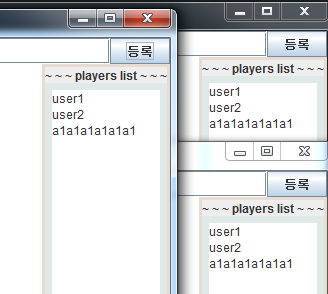 등록
~ ~ ~ players list ~ ~ ~
user1
user2
a1a1a1a1a1a1
등록
~ ~ ~ players list ~ ~ ~
user1
user2
a1a1a1a1a1a1
등록
~ ~ ~ players list ~ ~ ~
user1
user2
a1a1a1a1a1a1